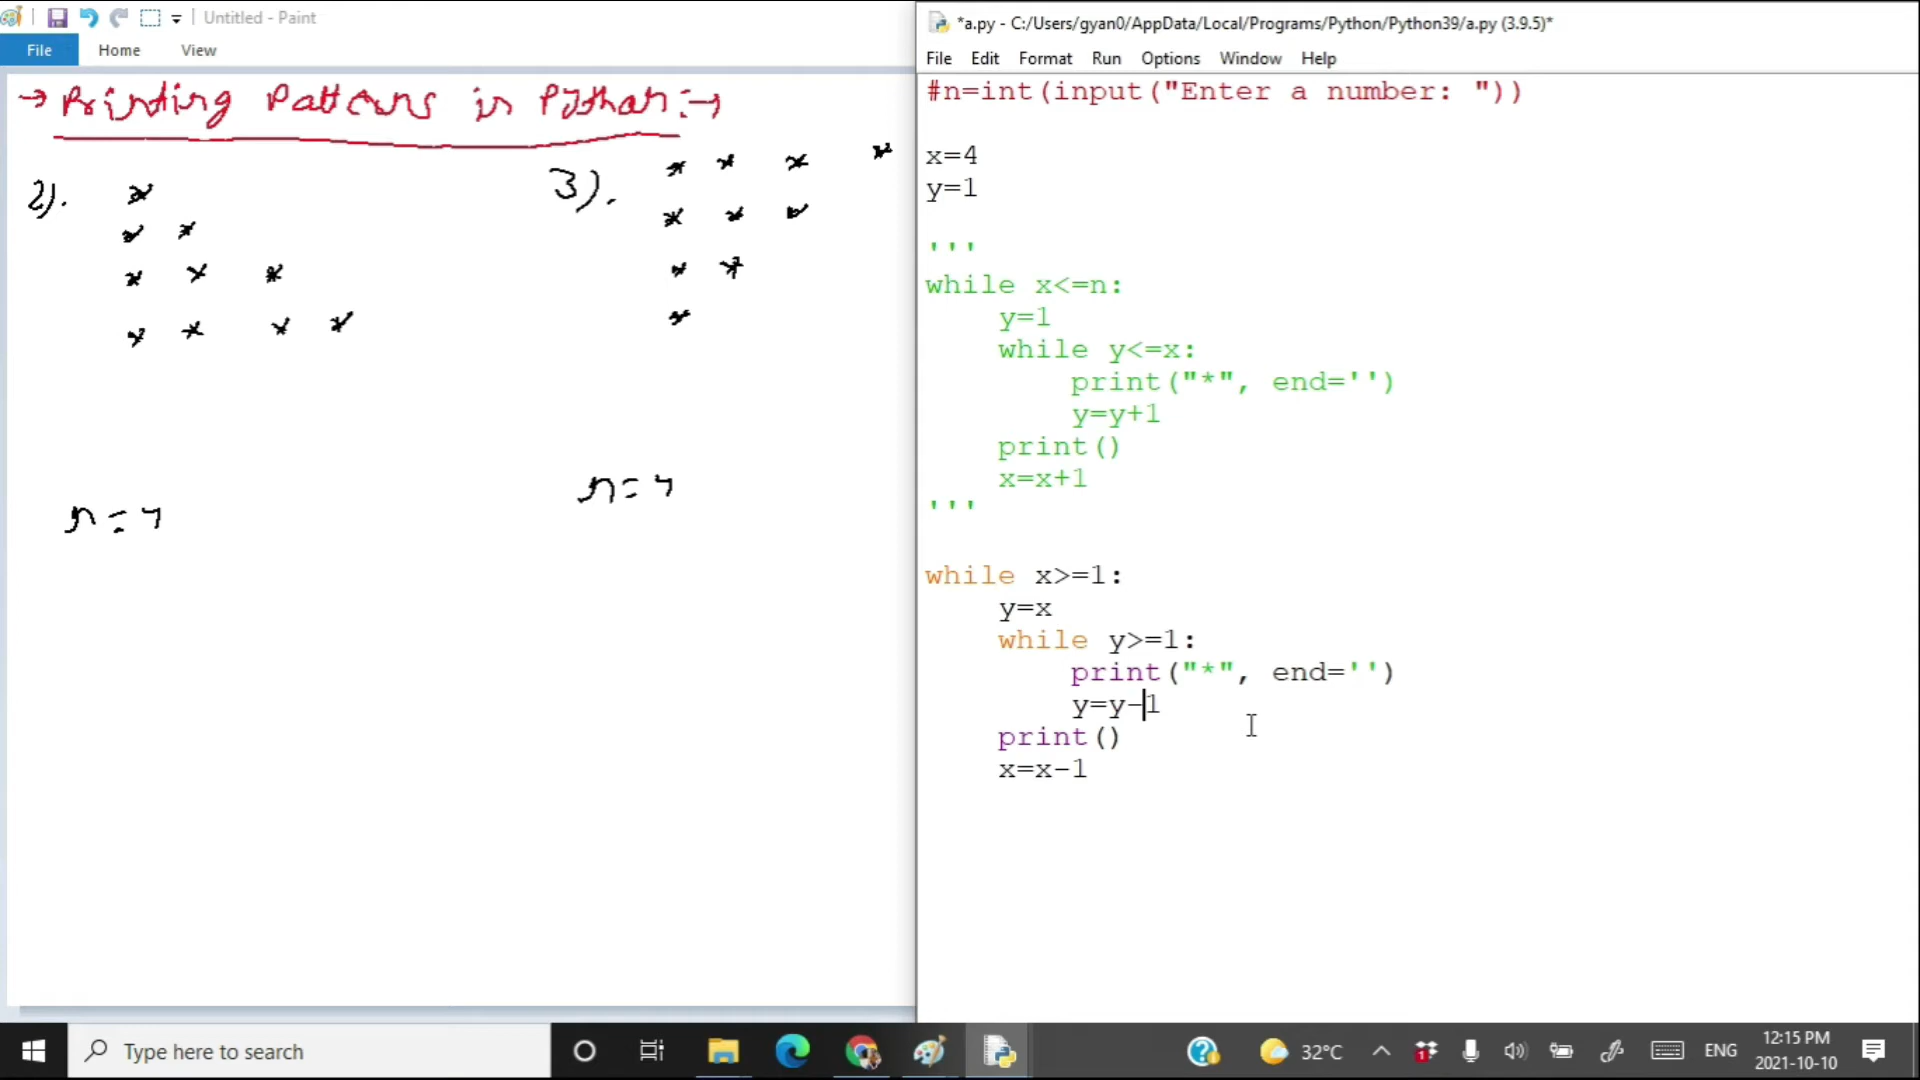 Untitled - Paint
File Home View
→ Printing Patterns in Python:→
2). *
* *
* * *
* * * *
n=4
3). * * * *
* * *
* *
*
n=4
*a.py - C:/Users/gyan0/AppData/Local/Programs/Python/Python39/a.py (3.9.5)*
File Edit Format Run Options Window Help
#n=int(input("Enter a number: "))
x=4
y=1
'''
while x<=n:
y=1
while y<=x:
print("*", end='')
y=y+1
print()
x=x+1
'''
while x>=1:
y=x
while y>=1:
print("*", end='')
y=y-1
print()
x=x-1
Type here to search
1
32°C
ENG
12:15 PM
2021-10-10